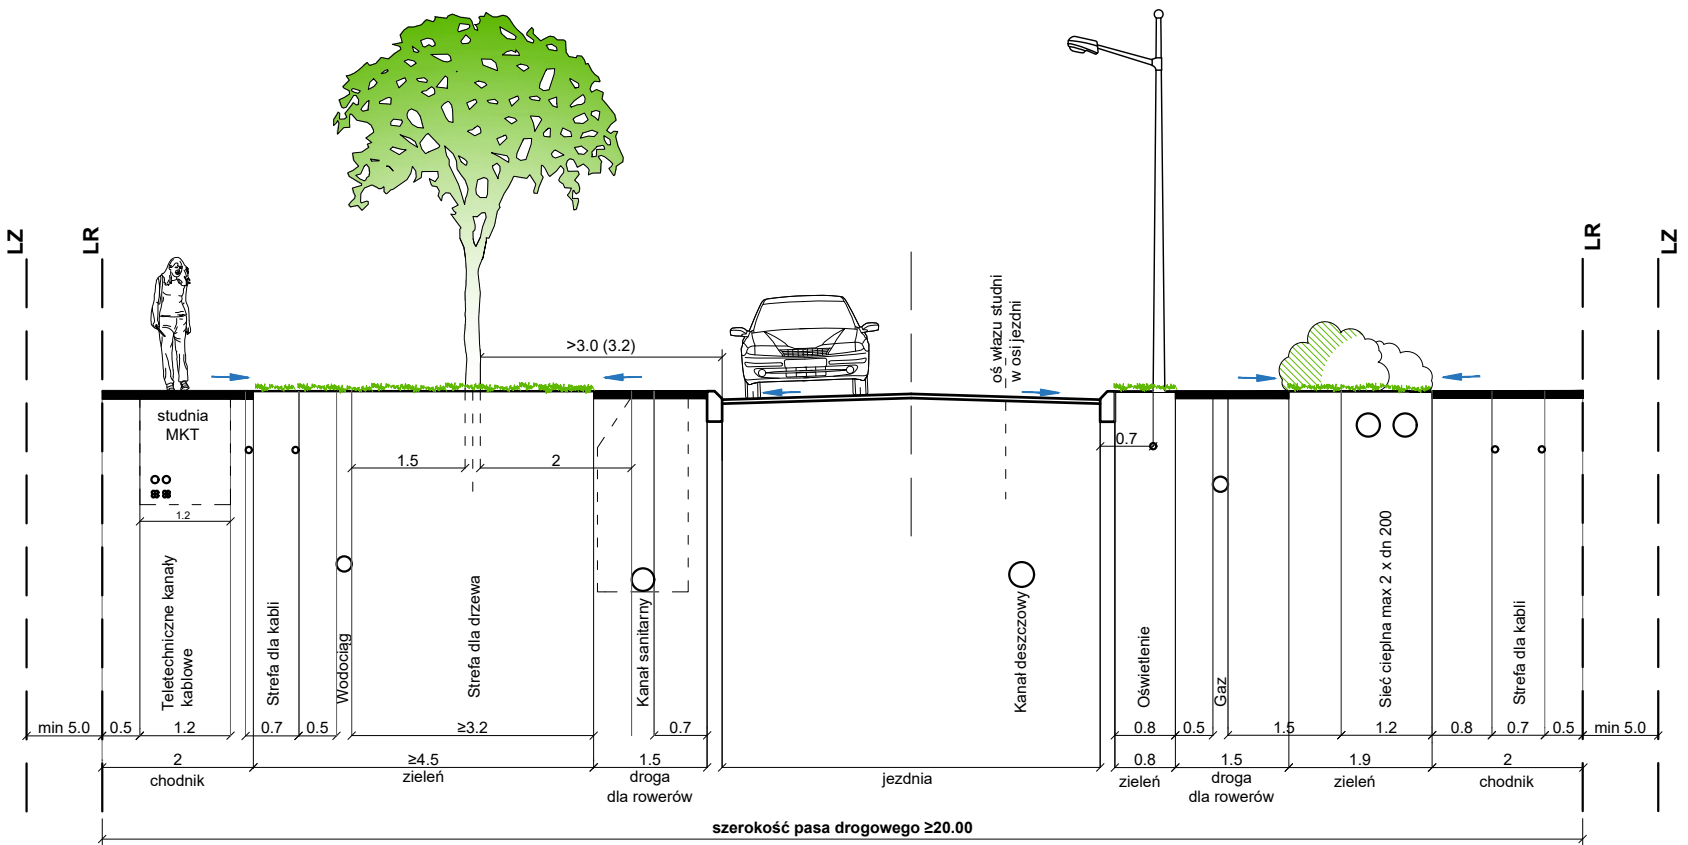 LZ
LR
LR
LZ
oś włazu studni
w osi jezdni
>3.0 (3.2)
studnia
MKT
0.7
1.5
2
1.2
Teletechniczne kanały
kablowe
Strefa dla kabli
Wodociąg
Strefa dla drzewa
Kanał sanitarny
Kanał deszczowy
Oświetlenie
Gaz
Sieć cieplna max 2 x dn 200
Strefa dla kabli
min 5.0
0.5
1.2
0.7
0.5
≥3.2
0.7
0.8
0.5
1.5
1.2
0.8
0.7
0.5
min 5.0
2
≥4.5
1.5
0.8
1.5
1.9
2
chodnik
zieleń
droga
dla rowerów
jezdnia
zieleń
droga
dla rowerów
zieleń
chodnik
szerokość pasa drogowego ≥20.00